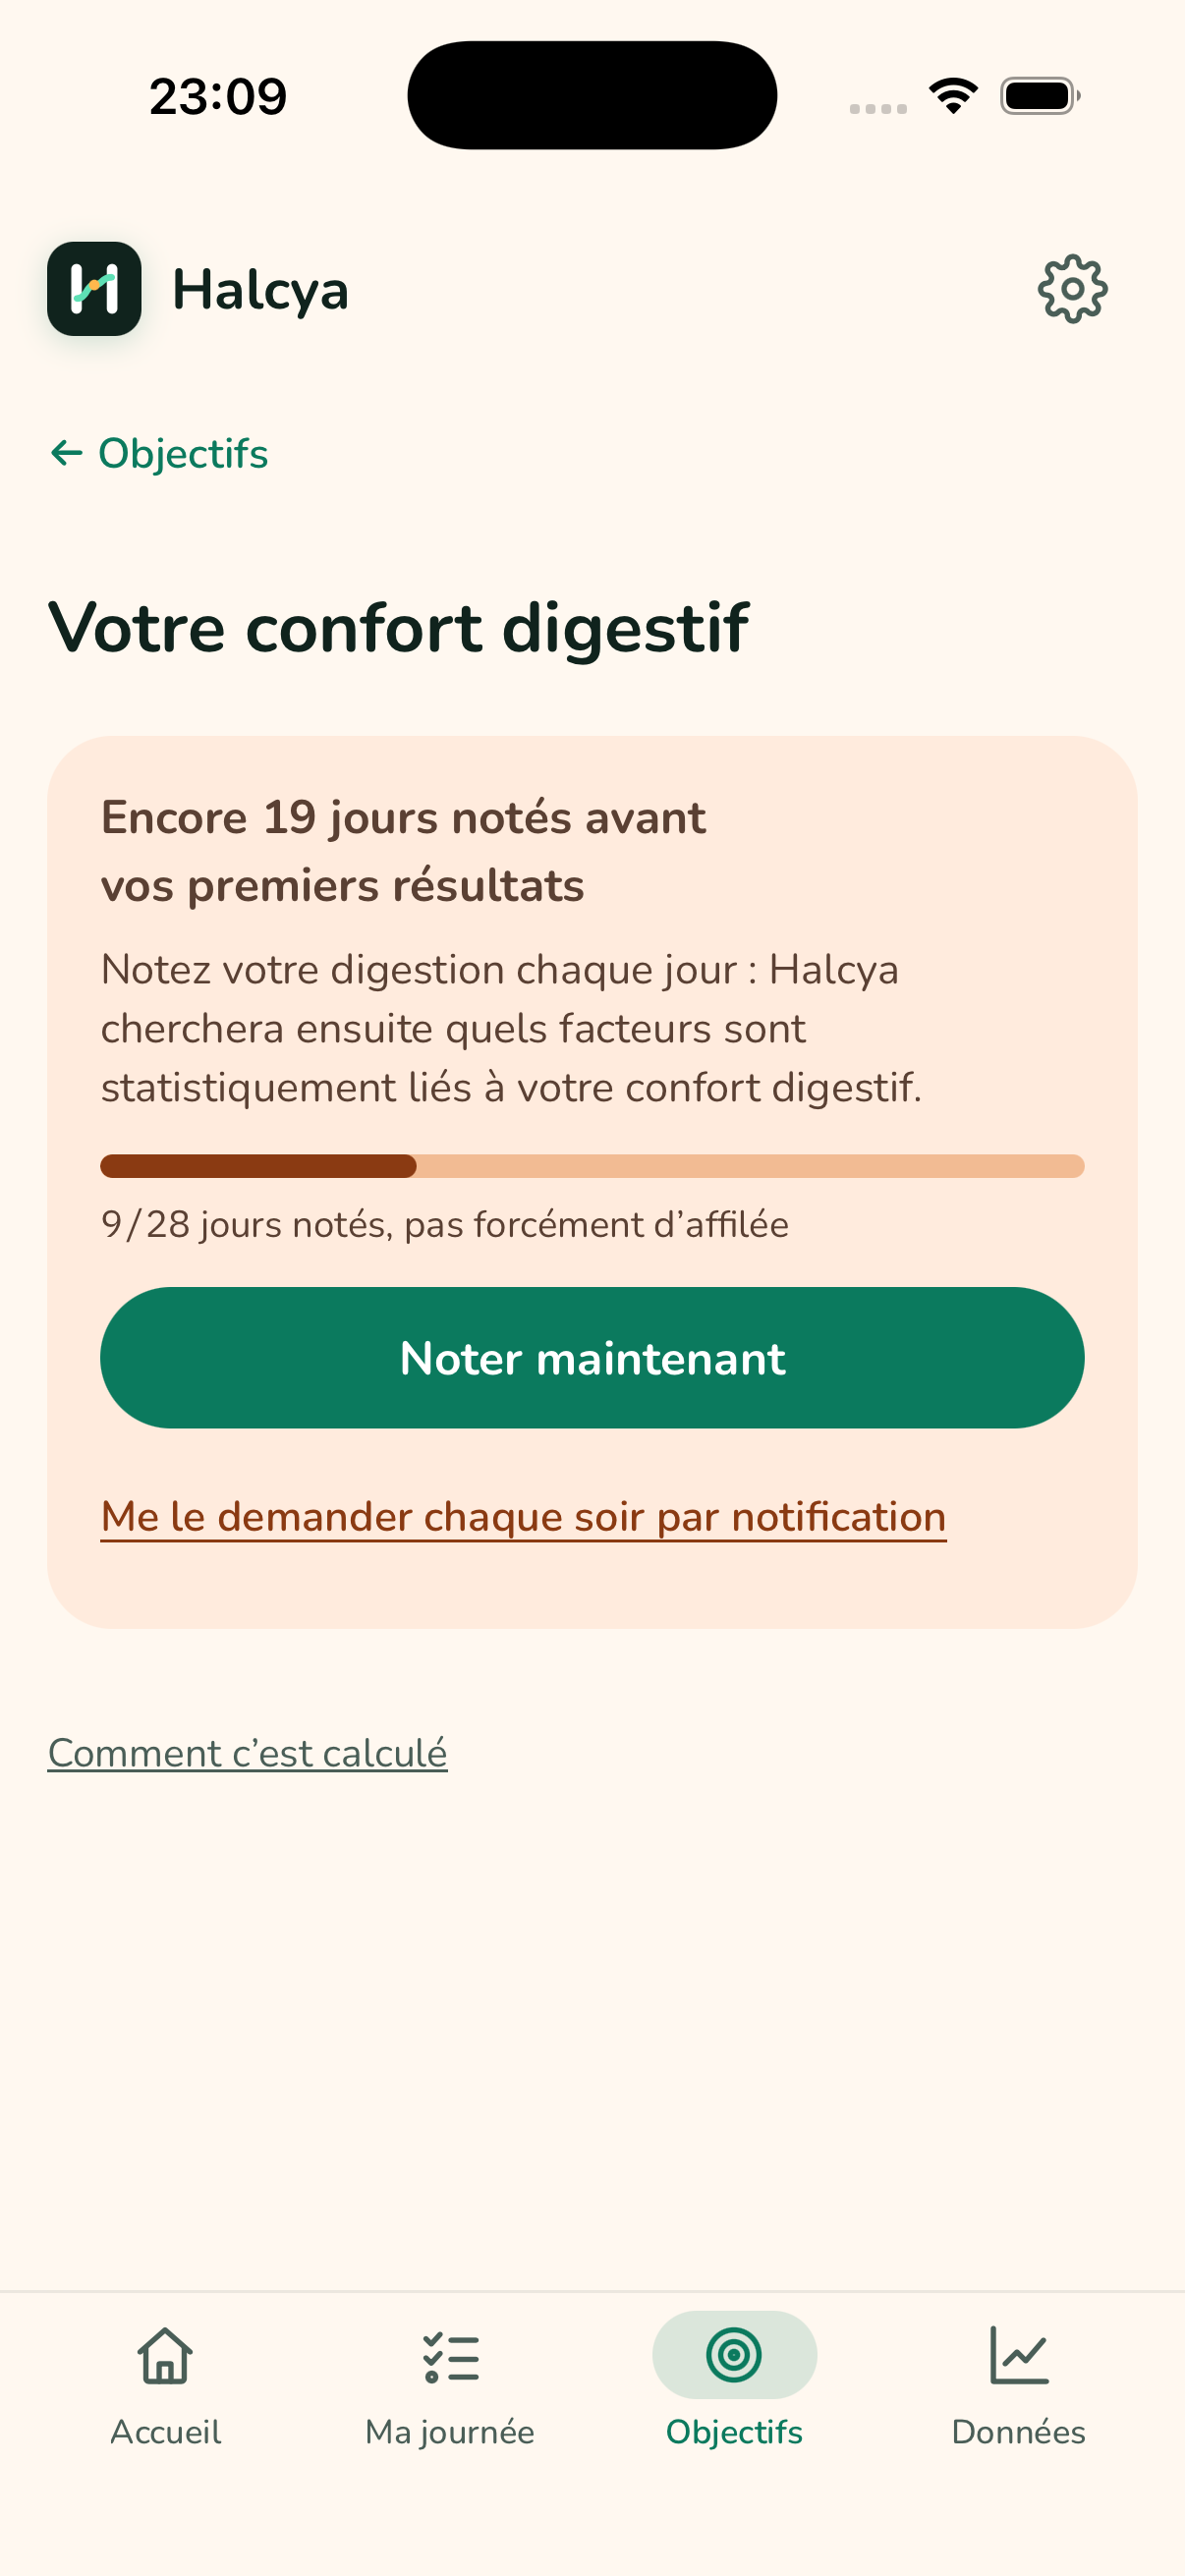 23:09
Halcya
← Objectifs
Votre confort digestif
Encore 19 jours notés avant
vos premiers résultats
Notez votre digestion chaque jour : Halcya
cherchera ensuite quels facteurs sont
statistiquement liés à votre confort digestif.
9/28 jours notés, pas forcément d’affilée
Noter maintenant
Me le demander chaque soir par notification
Comment c’est calculé
Accueil
Ma journée
Objectifs
Données